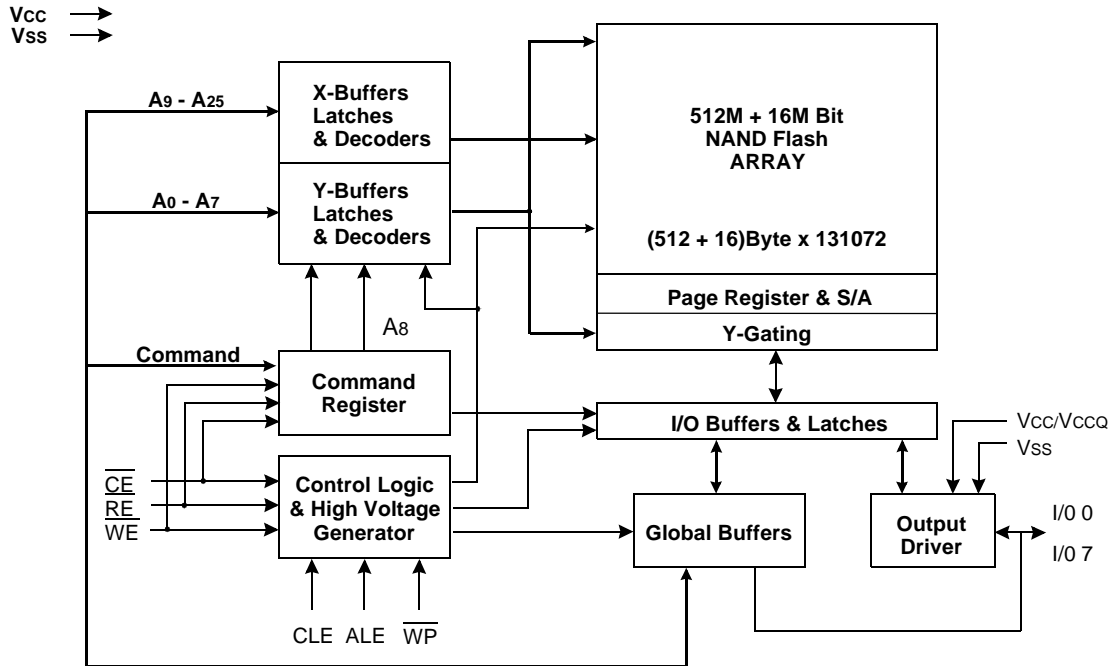 VCC
VSS
A9 - A25
X-Buffers
Latches
& Decoders
512M + 16M Bit
NAND Flash
ARRAY
A0 - A7
Y-Buffers
Latches
& Decoders
(512 + 16)Byte x 131072
Page Register & S/A
A8
Y-Gating
Command
Command
Register
I/O Buffers & Latches
VCC/VCCQ
VSS
CE
RE
WE
Control Logic
& High Voltage
Generator
Global Buffers
Output
Driver
I/0 0
I/0 7
CLE
ALE
WP